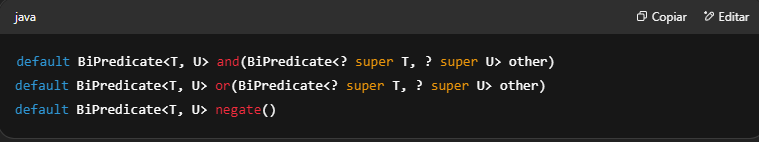 java
Copiar
Editar
default BiPredicate<T, U> and(BiPredicate<? super T, ? super U> other)
default BiPredicate<T, U> or(BiPredicate<? super T, ? super U> other)
default BiPredicate<T, U> negate()